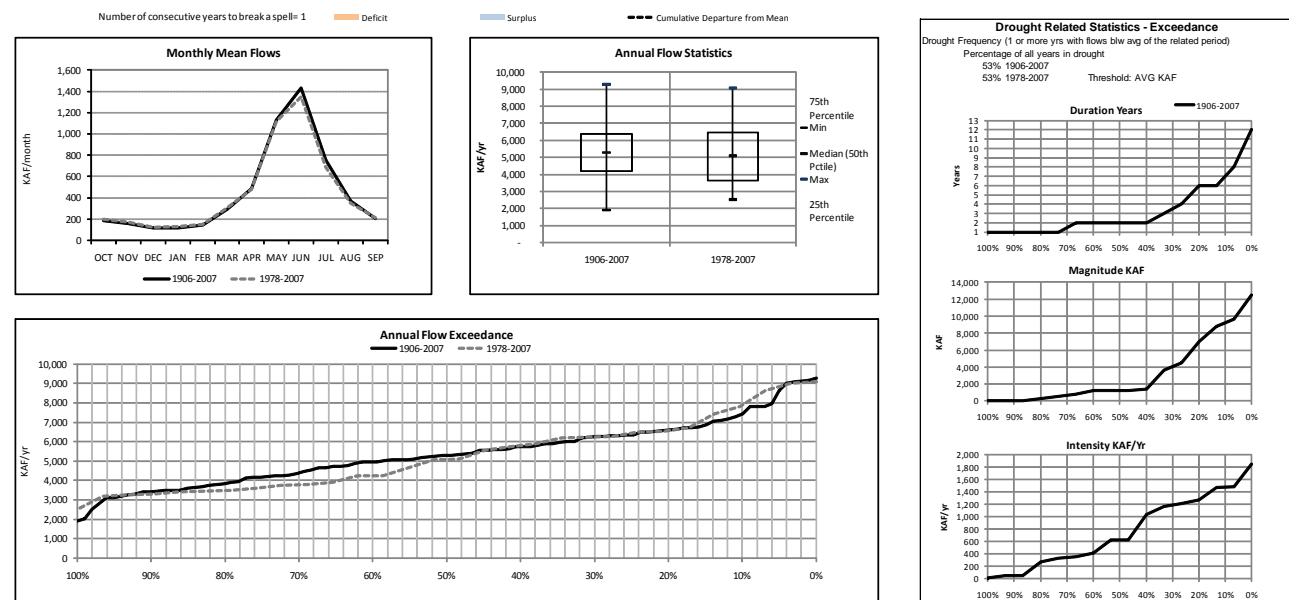 Number of consecutive years to break a spell= 1
Deficit
Surplus
Cumulative Departure from Mean
Monthly Mean Flows
KAF/month
1,600
1,400
1,200
1,000
800
600
400
200
0
OCT NOV DEC JAN FEB MAR APR MAY JUN JUL AUG SEP
1906-2007 1978-2007
Annual Flow Statistics
KAF/yr
10,000
9,000
8,000
7,000
6,000
5,000
4,000
3,000
2,000
1,000
-
1906-2007 1978-2007
75th
Percentile
Min
Median (50th
Pctile)
Max
25th
Percentile
Annual Flow Exceedance
1906-2007 1978-2007
KAF/yr
10,000
9,000
8,000
7,000
6,000
5,000
4,000
3,000
2,000
1,000
0
100% 90% 80% 70% 60% 50% 40% 30% 20% 10% 0%
Drought Related Statistics - Exceedance
Drought Frequency (1 or more yrs with flows blw avg of the related period)
Percentage of all years in drought
53% 1906-2007
53% 1978-2007 Threshold: AVG KAF
Duration Years
1906-2007
Years
13
12
11
10
9
8
7
6
5
4
3
2
1
100% 90% 80% 70% 60% 50% 40% 30% 20% 10% 0%
Magnitude KAF
KAF
14,000
12,000
10,000
8,000
6,000
4,000
2,000
0
100% 90% 80% 70% 60% 50% 40% 30% 20% 10% 0%
Intensity KAF/Yr
KAF/yr
2,000
1,800
1,600
1,400
1,200
1,000
800
600
400
200
0
100% 90% 80% 70% 60% 50% 40% 30% 20% 10% 0%